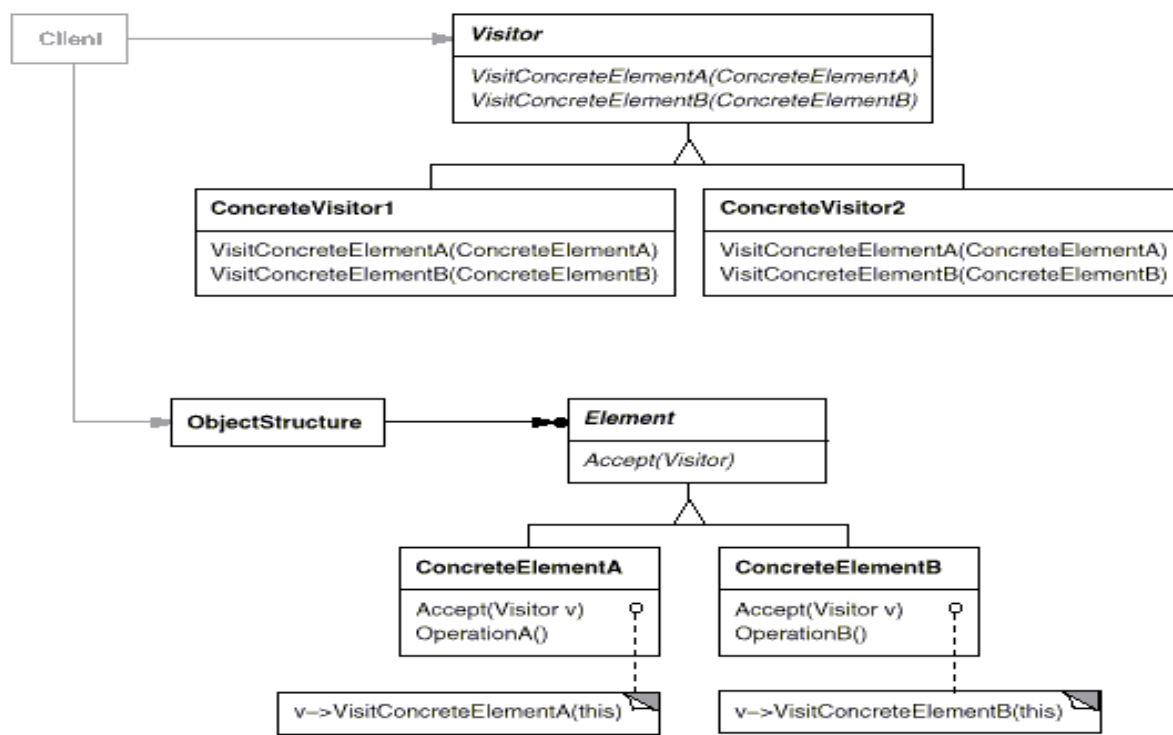 Client
Visitor
VisitConcreteElementA(ConcreteElementA)
VisitConcreteElementB(ConcreteElementB)
ConcreteVisitor1
VisitConcreteElementA(ConcreteElementA)
VisitConcreteElementB(ConcreteElementB)
ConcreteVisitor2
VisitConcreteElementA(ConcreteElementA)
VisitConcreteElementB(ConcreteElementB)
ObjectStructure
Element
Accept(Visitor)
ConcreteElementA
Accept(Visitor v)
OperationA()
ConcreteElementB
Accept(Visitor v)
OperationB()
v->VisitConcreteElementA(this)
v->VisitConcreteElementB(this)